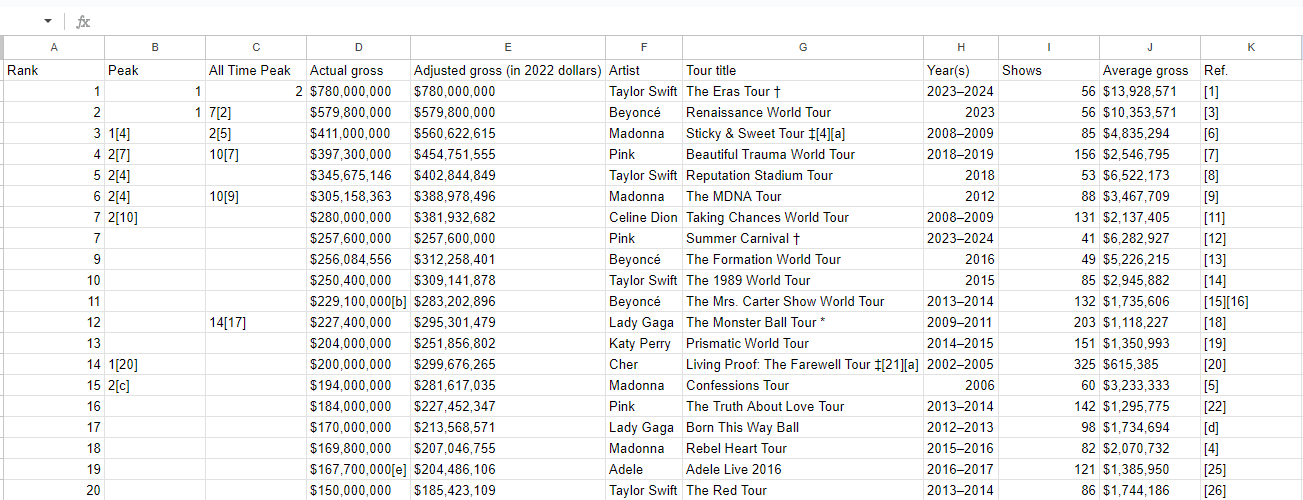 fx
A B C D E F G H I J K
Rank Peak All Time Peak Actual gross Adjusted gross (in 2022 dollars) Artist Tour title Year(s) Shows Average gross Ref.
1 1 2 $780,000,000 $780,000,000 Taylor Swift The Eras Tour † 2023–2024 56 $13,928,571 [1]
2 1 7[2] $579,800,000 $579,800,000 Beyoncé Renaissance World Tour 2023 56 $10,353,571 [3]
3 1[4] 2[5] $411,000,000 $560,622,615 Madonna Sticky & Sweet Tour ‡[4][a] 2008–2009 85 $4,835,294 [6]
4 2[7] 10[7] $397,300,000 $454,751,555 Pink Beautiful Trauma World Tour 2018–2019 156 $2,546,795 [7]
5 2[4] $345,675,146 $402,844,849 Taylor Swift Reputation Stadium Tour 2018 53 $6,522,173 [8]
6 2[4] 10[9] $305,158,363 $388,978,496 Madonna The MDNA Tour 2012 88 $3,467,709 [9]
7 2[10] $280,000,000 $381,932,682 Celine Dion Taking Chances World Tour 2008–2009 131 $2,137,405 [11]
7 $257,600,000 $257,600,000 Pink Summer Carnival † 2023–2024 41 $6,282,927 [12]
9 $256,084,556 $312,258,401 Beyoncé The Formation World Tour 2016 49 $5,226,215 [13]
10 $250,400,000 $309,141,878 Taylor Swift The 1989 World Tour 2015 85 $2,945,882 [14]
11 $229,100,000[b] $283,202,896 Beyoncé The Mrs. Carter Show World Tour 2013–2014 132 $1,735,606 [15][16]
12 14[17] $227,400,000 $295,301,479 Lady Gaga The Monster Ball Tour * 2009–2011 203 $1,118,227 [18]
13 $204,000,000 $251,856,802 Katy Perry Prismatic World Tour 2014–2015 151 $1,350,993 [19]
14 1[20] $200,000,000 $299,676,265 Cher Living Proof: The Farewell Tour ‡[21][a] 2002–2005 325 $615,385 [20]
15 2[c] $194,000,000 $281,617,035 Madonna Confessions Tour 2006 60 $3,233,333 [5]
16 $184,000,000 $227,452,347 Pink The Truth About Love Tour 2013–2014 142 $1,295,775 [22]
17 $170,000,000 $213,568,571 Lady Gaga Born This Way Ball 2012–2013 98 $1,734,694 [d]
18 $169,800,000 $207,046,755 Madonna Rebel Heart Tour 2015–2016 82 $2,070,732 [4]
19 $167,700,000[e] $204,486,106 Adele Adele Live 2016 2016–2017 121 $1,385,950 [25]
20 $150,000,000 $185,423,109 Taylor Swift The Red Tour 2013–2014 86 $1,744,186 [26]